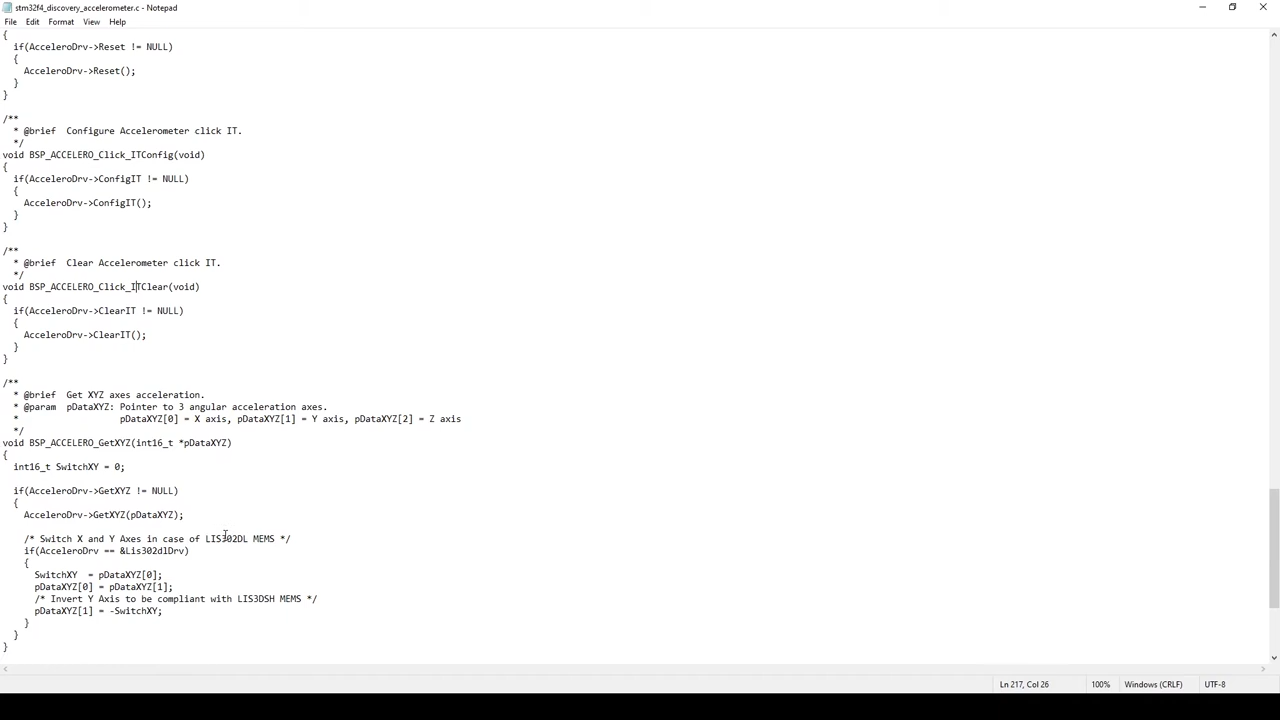 stm32f4_discovery_accelerometer.c - Notepad
File Edit Format View Help
{
if(AcceleroDrv->Reset != NULL)
{
AcceleroDrv->Reset();
}
}
/**
* @brief  Configure Accelerometer click IT.
*/
void BSP_ACCELERO_Click_ITConfig(void)
{
if(AcceleroDrv->ConfigIT != NULL)
{
AcceleroDrv->ConfigIT();
}
}
/**
* @brief  Clear Accelerometer click IT.
*/
void BSP_ACCELERO_Click_ITClear(void)
{
if(AcceleroDrv->ClearIT != NULL)
{
AcceleroDrv->ClearIT();
}
}
/**
* @brief  Get XYZ axes acceleration.
* @param  pDataXYZ: Pointer to 3 angular acceleration axes.
*                   pDataXYZ[0] = X axis, pDataXYZ[1] = Y axis, pDataXYZ[2] = Z axis
*/
void BSP_ACCELERO_GetXYZ(int16_t *pDataXYZ)
{
int16_t SwitchXY = 0;
if(AcceleroDrv->GetXYZ != NULL)
{
AcceleroDrv->GetXYZ(pDataXYZ);
/* Switch X and Y Axes in case of LIS302DL MEMS */
if(AcceleroDrv == &Lis302dlDrv)
{
SwitchXY  = pDataXYZ[0];
pDataXYZ[0] = pDataXYZ[1];
/* Invert Y Axis to be compliant with LIS3DSH MEMS */
pDataXYZ[1] = -SwitchXY;
}
}
}
Ln 217, Col 26 100% Windows (CRLF) UTF-8